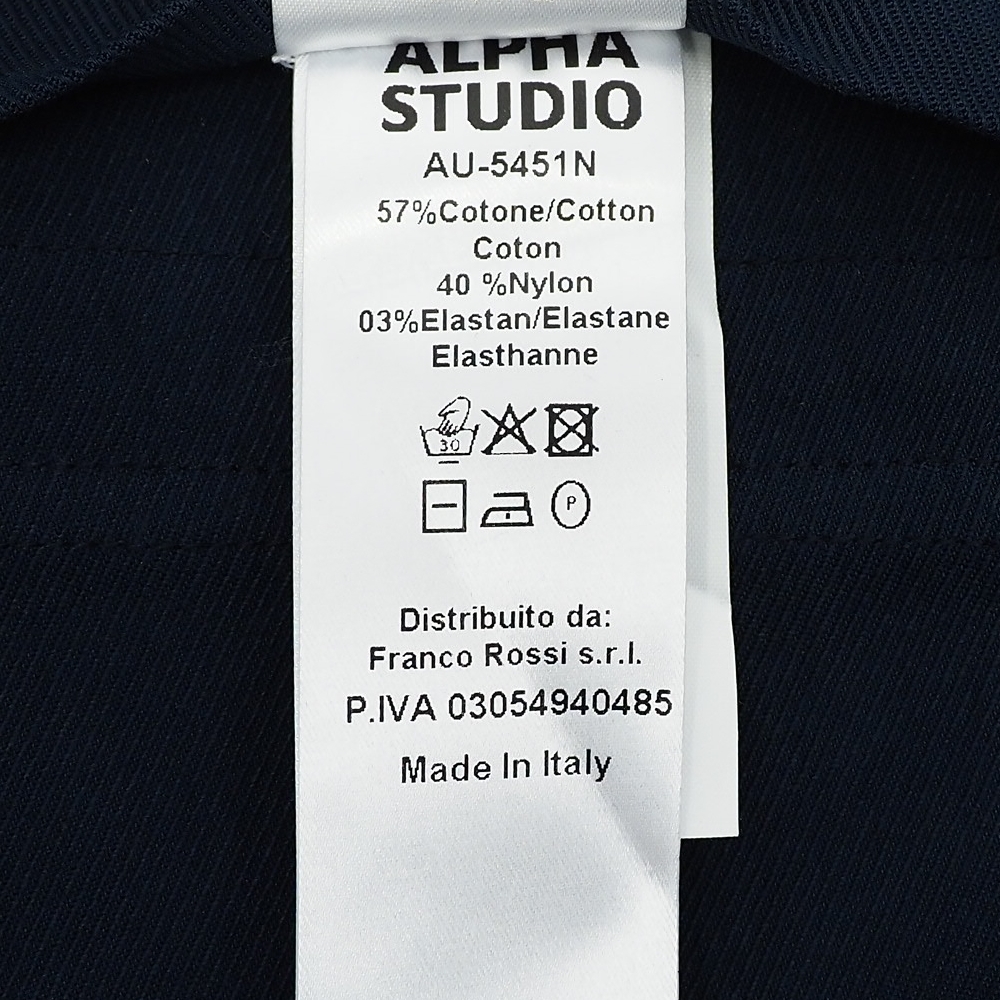 ALPHA
STUDIO
AU-5451N
57%Cotone/Cotton
Coton
40 %Nylon
03%Elastan/Elastane
Elasthanne
30
P
Distribuito da:
Franco Rossi s.r.l.
P.IVA 03054940485
Made In Italy